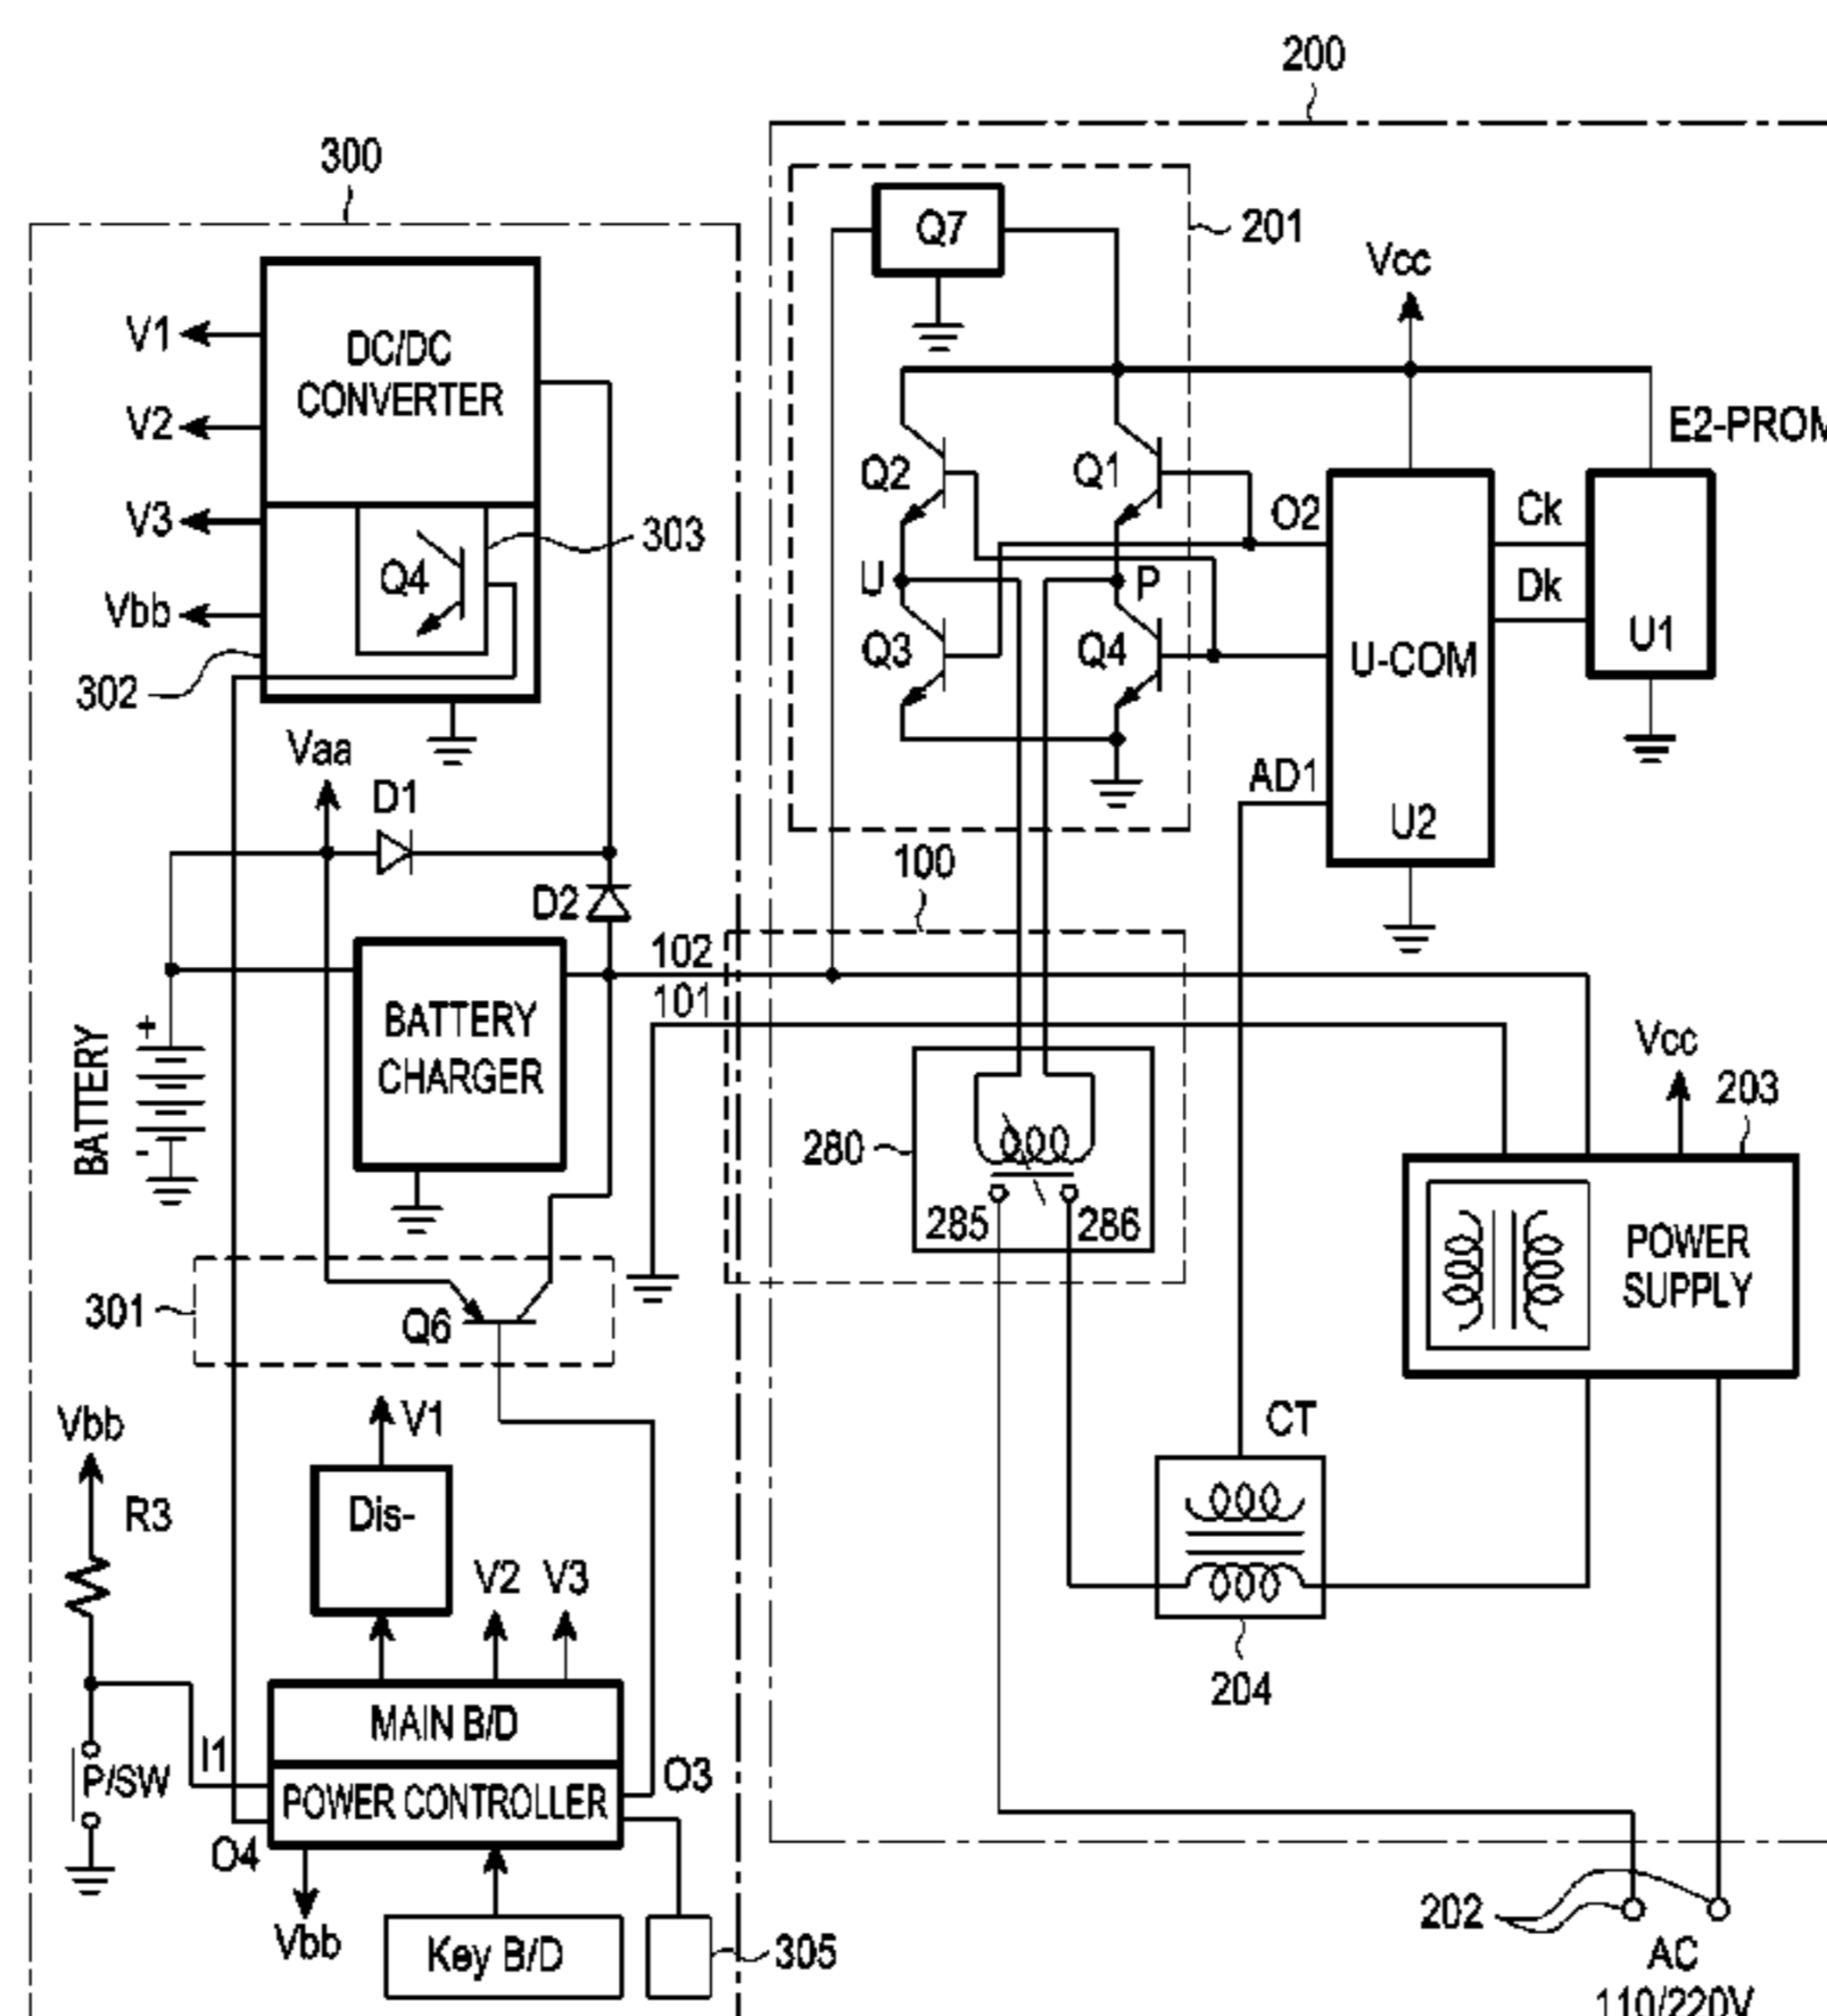 200
300
Q7
201
Vcc
V1
DC/DC
CONVERTER
V2
E2-PROM
Q2
Q1
O2
Ck
V3
303
Q4
U
P
Dk
Vbb
Q3
Q4
U-COM
U1
302
Vaa
D1
AD1
U2
100
D2
102
101
BATTERY
+
-
BATTERY
CHARGER
Vcc
203
280
285
286
POWER
SUPPLY
301
Q6
Vbb
V1
CT
R3
Dis-
V2
V3
204
MAIN B/D
I1
P/SW
POWER CONTROLLER
O3
O4
Vbb
Key B/D
305
202
AC
110/220V